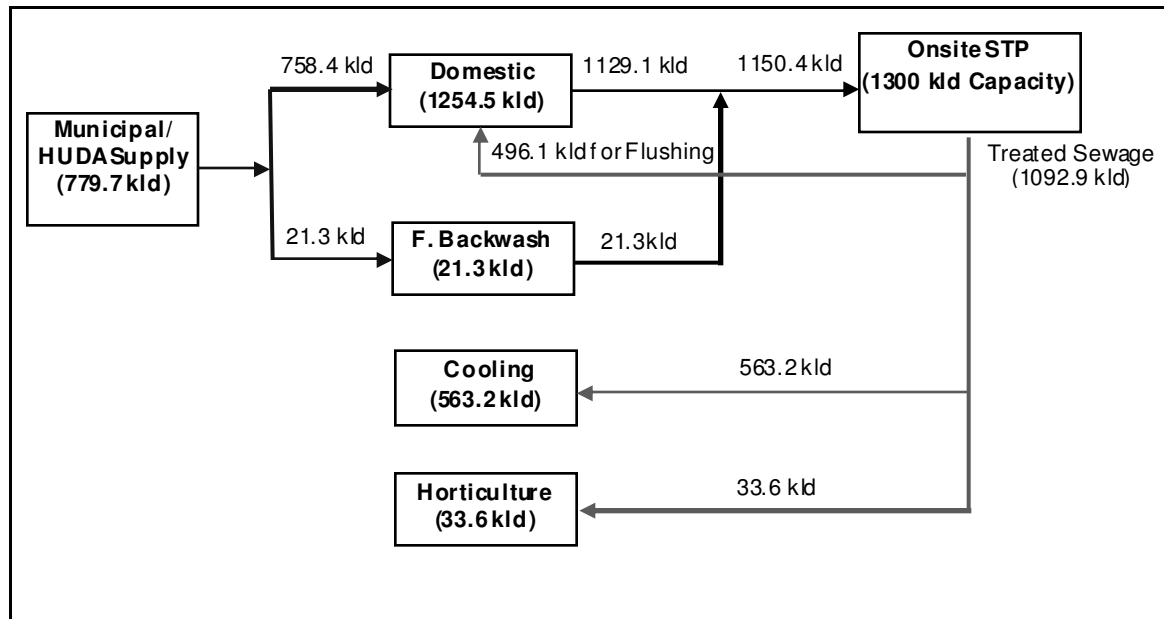 Municipal/
HUDA Supply
(779.7 kld)
758.4 kld
Domestic
(1254.5 kld)
1129.1 kld
1150.4 kld
Onsite STP
(1300 kld Capacity)
496.1 kld for Flushing
Treated Sewage
(1092.9 kld)
21.3 kld
F. Backwash
(21.3 kld)
21.3kld
Cooling
(563.2 kld)
563.2 kld
Horticulture
(33.6 kld)
33.6 kld